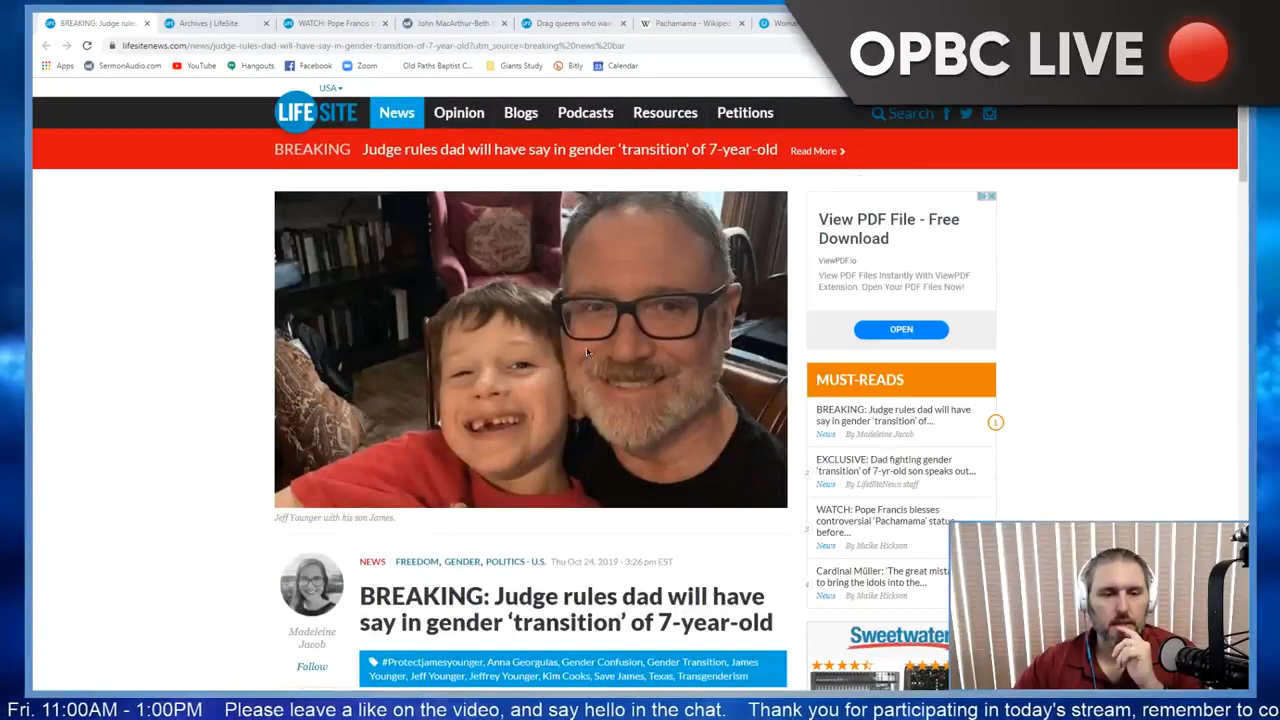 BREAKING: Judge rules
Archives | LifeSite
WATCH: Pope Francis b
John MacArthur-Beth
Drag queens who wa
Pachamama - Wikiped
Woma
OPBC LIVE
lifesitenews.com/news/judge-rules-dad-will-have-say-in-gender-transition-of-7-year-old?utm_source=breaking%20news%20bar
Apps SermonAudio.com YouTube Hangouts Facebook Zoom Old Paths Baptist C... Giants Study Bitly Calendar
USA
LIFESITE News Opinion Blogs Podcasts Resources Petitions Search
BREAKING Judge rules dad will have say in gender ‘transition’ of 7-year-old Read More
View PDF File - Free
Download
ViewPDF.io
View PDF Files Instantly With ViewPDF
Extension. Open Your PDF Files Now!
OPEN
MUST-READS
BREAKING: Judge rules dad will have
say in gender ‘transition’ of...
News By Madeleine Jacob
1
EXCLUSIVE: Dad fighting gender
‘transition’ of 7-yr-old son speaks out...
2
News By LifeSiteNews staff
WATCH: Pope Francis blesses
controversial ‘Pachamama’
3
before...
News By Maike Hickson
Cardinal Müller: ‘The great
4
to bring the idols into the...
News By Maike Hickson
Sweetwater
Jeff Younger with his son James.
Madeleine
Jacob
Follow
NEWS FREEDOM, GENDER, POLITICS - U.S. Thu Oct 24, 2019 - 3:26 pm EST
BREAKING: Judge rules dad will have
say in gender ‘transition’ of 7-year-old
#Protectjamesyounger, Anna Georgulas, Gender Confusion, Gender Transition, James
Younger, Jeff Younger, Jeffrey Younger, Kim Cooks, Save James, Texas, Transgenderism
Fri. 11:00AM - 1:00PM Please leave a like on the video, and say hello in the chat. Thank you for participating in today's stream, remember to co